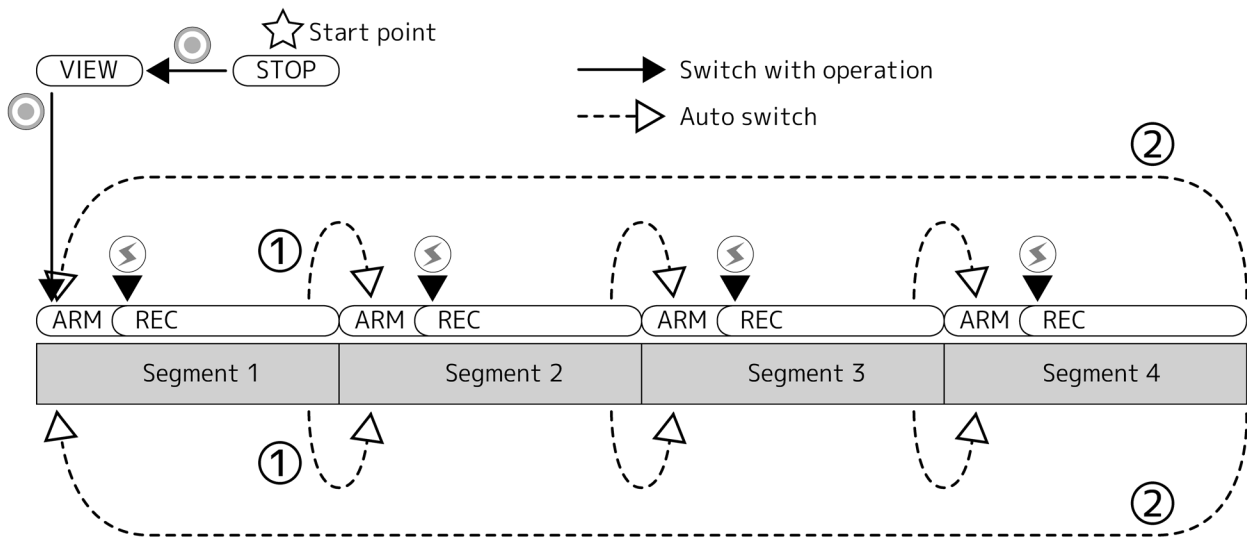 Start point
VIEW
STOP
Switch with operation
Auto switch
②
①
ARM REC ARM REC ARM REC ARM REC
Segment 1 Segment 2 Segment 3 Segment 4
①
②